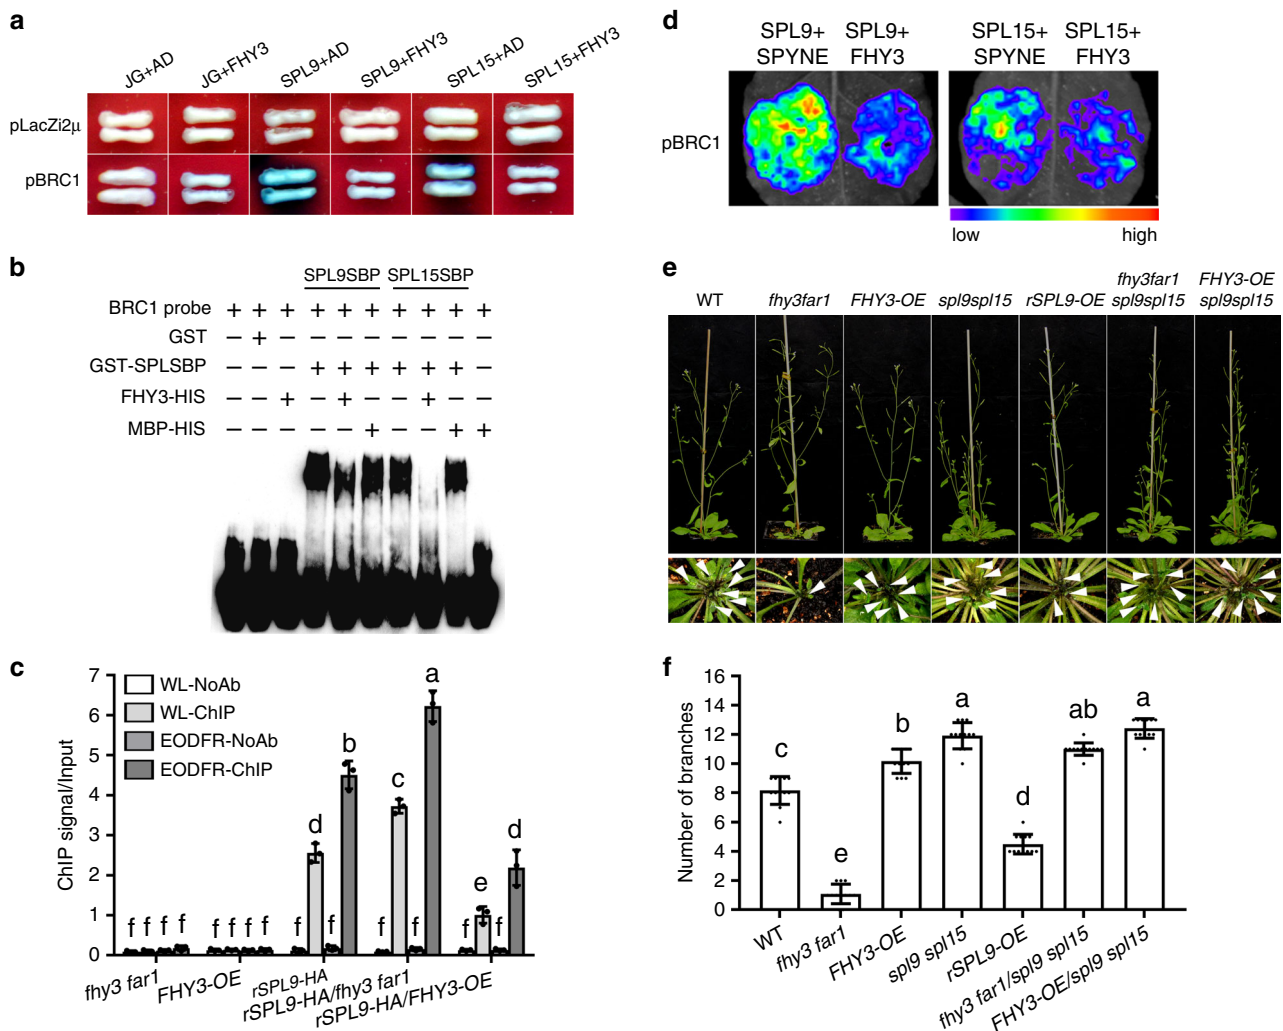 a
JG+AD
JG+FHY3
SPL9+AD
SPL9+FHY3
SPL15+AD
SPL15+FHY3
pLacZi2μ
pBRC1
b
SPL9SBP SPL15SBP
BRC1 probe + + + + + + + + + +
GST − + − − − − − − − −
GST-SPLSBP − − − + + + + + + −
FHY3-HIS − − + − + − − + − −
MBP-HIS − − − − − + − − + +
c
ChIP signal/Input
7
6
5
4
3
2
1
0
WL-NoAb
WL-ChIP
EODFR-NoAb
EODFR-ChIP
f f f f
f f f f
f d f b
f c f a
f e f d
fhy3 far1
FHY3-OE
rSPL9-HA
rSPL9-HA/fhy3 far1
rSPL9-HA/FHY3-OE
d
SPL9+ SPL9+ SPL15+ SPL15+
SPYNE FHY3 SPYNE FHY3
pBRC1
low high
e
WT fhy3far1 FHY3-OE spl9spl15 rSPL9-OE
fhy3far1
spl9spl15
FHY3-OE
spl9spl15
f
Number of branches
16
14
12
10
8
6
4
2
0
c e b a d ab a
WT
fhy3 far1
FHY3-OE
spl9 spl15
rSPL9-OE
fhy3 far1/spl9 spl15
FHY3-OE/spl9 spl15